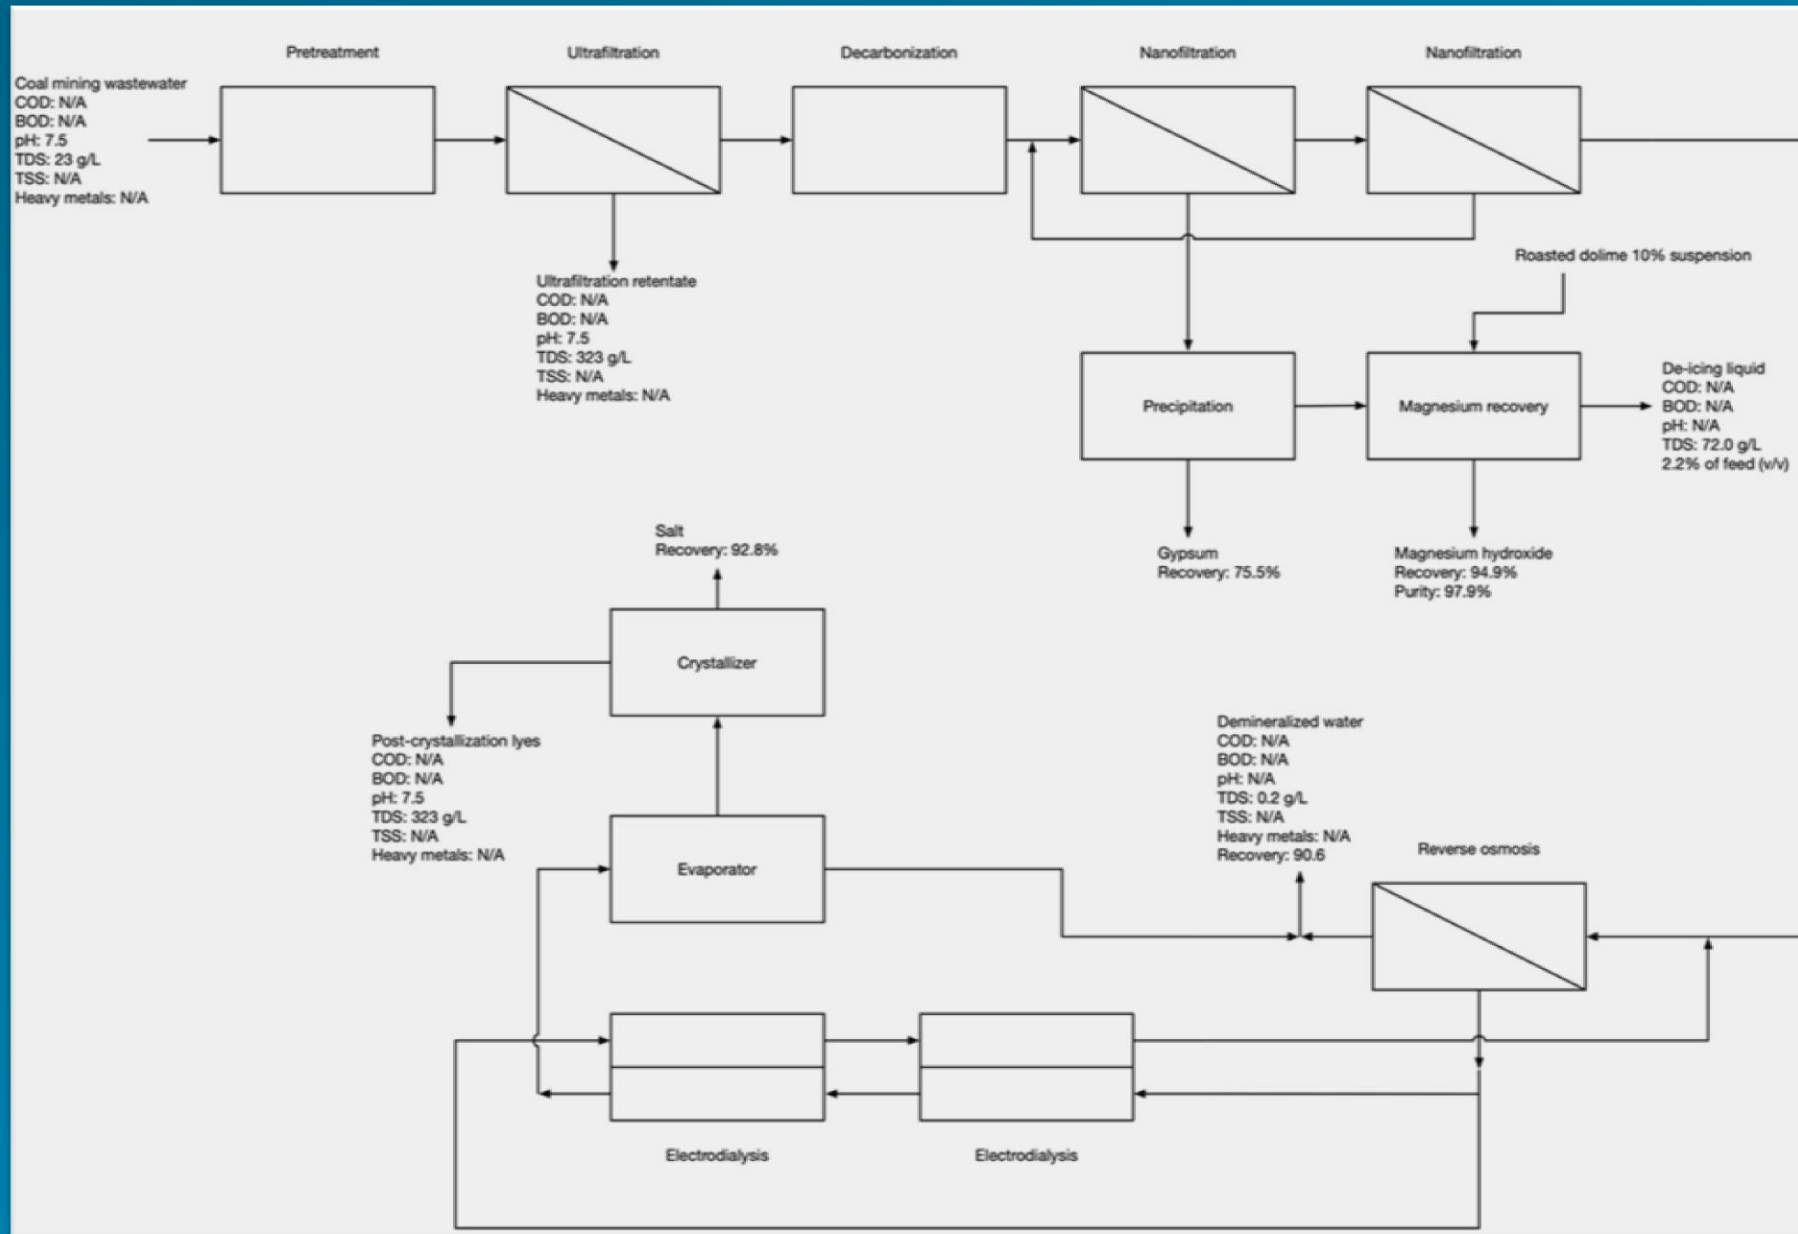 Pretreatment
Ultrafiltration
Decarbonization
Nanofiltration
Nanofiltration
Coal mining wastewater
COD: N/A
BOD: N/A
pH: 7.5
TDS: 23 g/L
TSS: N/A
Heavy metals: N/A
Ultrafiltration retentate
COD: N/A
BOD: N/A
pH: 7.5
TDS: 323 g/L
TSS: N/A
Heavy metals: N/A
Roasted dolime 10% suspension
Precipitation
Magnesium recovery
De-icing liquid
COD: N/A
BOD: N/A
pH: N/A
TDS: 72.0 g/L
2.2% of feed (v/v)
Gypsum
Recovery: 75.5%
Magnesium hydroxide
Recovery: 94.9%
Purity: 97.9%
Salt
Recovery: 92.8%
Crystallizer
Post-crystallization lyes
COD: N/A
BOD: N/A
pH: 7.5
TDS: 323 g/L
TSS: N/A
Heavy metals: N/A
Evaporator
Demineralized water
COD: N/A
BOD: N/A
pH: N/A
TDS: 0.2 g/L
TSS: N/A
Heavy metals: N/A
Recovery: 90.6
Reverse osmosis
Electrodialysis
Electrodialysis